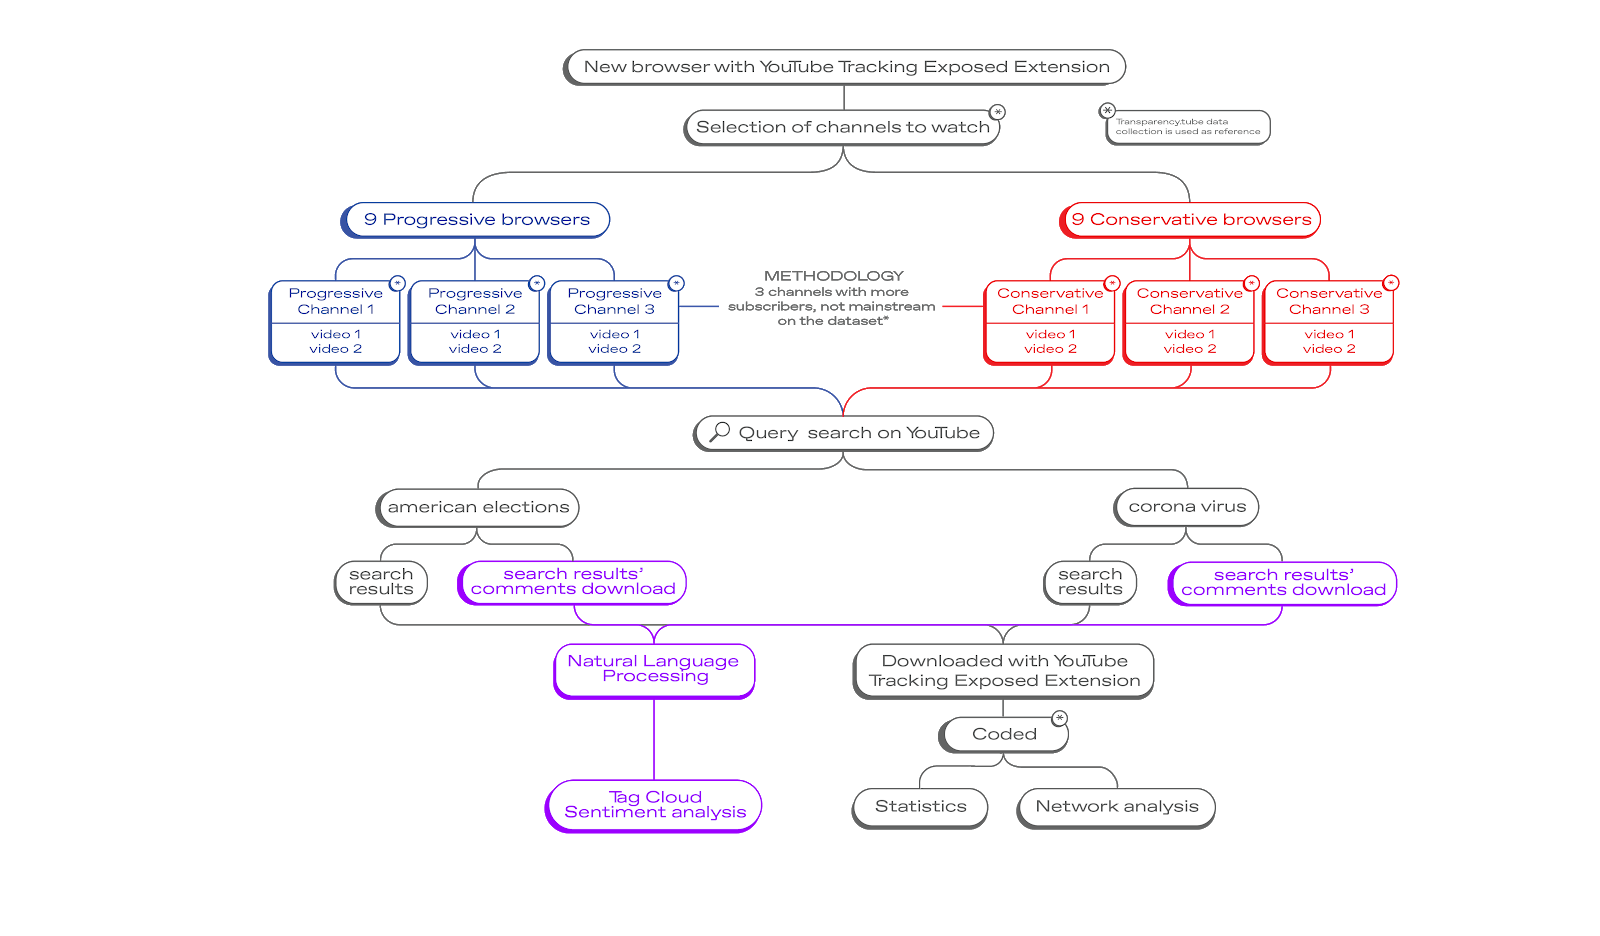 New browser with YouTube Tracking Exposed Extension
Selection of channels to watch
*
*
Transparency.tube data
collection is used as reference
9 Progressive browsers
9 Conservative browsers
Progressive
Channel 1
*
video 1
video 2
Progressive
Channel 2
*
video 1
video 2
Progressive
Channel 3
*
video 1
video 2
METHODOLOGY
3 channels with more
subscribers, not mainstream
on the dataset*
Conservative
Channel 1
*
video 1
video 2
Conservative
Channel 2
*
video 1
video 2
Conservative
Channel 3
*
video 1
video 2
Query search on YouTube
american elections
corona virus
search
results
search results'
comments download
search
results
search results'
comments download
Natural Language
Processing
Downloaded with YouTube
Tracking Exposed Extension
Coded
*
Tag Cloud
Sentiment analysis
Statistics
Network analysis